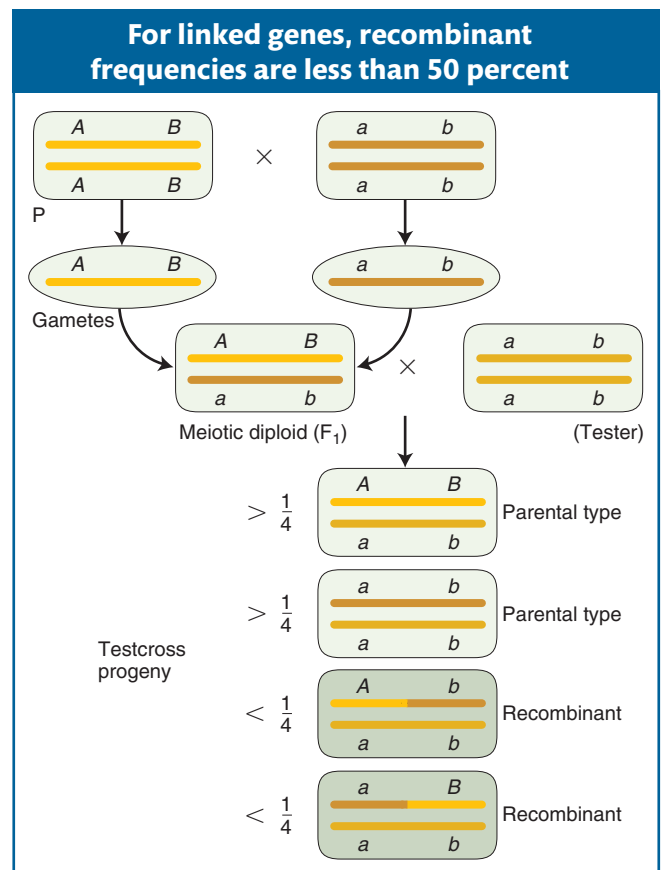 For linked genes, recombinant
frequencies are less than 50 percent
A B
a b
×
A B
a b
P
A B
a b
Gametes
A B
a b
×
a b
a b
Meiotic diploid (F₁)
(Tester)
A B
> 1/4
Parental type
a b
a b
> 1/4
Parental type
a b
Testcross
progeny
A b
< 1/4
Recombinant
a b
a B
< 1/4
Recombinant
a b